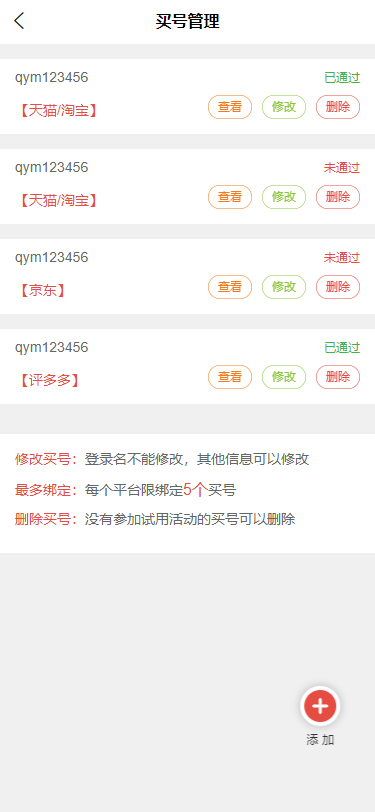 买号管理
qym123456 已通过
【天猫/淘宝】 查看 修改 删除
qym123456 未通过
【天猫/淘宝】 查看 修改 删除
qym123456 未通过
【京东】 查看 修改 删除
qym123456 已通过
【评多多】 查看 修改 删除
修改买号：登录名不能修改，其他信息可以修改
最多绑定：每个平台限绑定5个买号
删除买号：没有参加试用活动的买号可以删除
添加